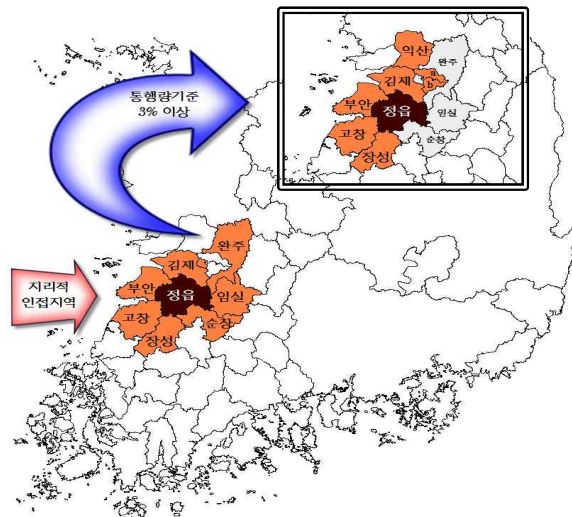 익산
완주
김제
a
b
부안
정읍
임실
고창
순창
장성
통행량기준
3% 이상
완주
김제
지리적
인접지역
부안
정읍
임실
고창
순창
장성